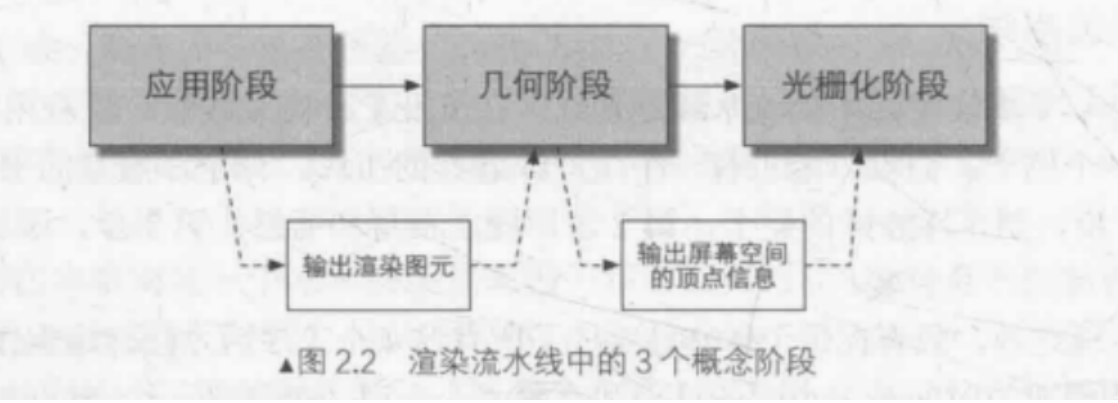 应用阶段
几何阶段
光栅化阶段
输出渲染图元
输出屏幕空间
的顶点信息
▲图 2.2 渲染流水线中的 3 个概念阶段